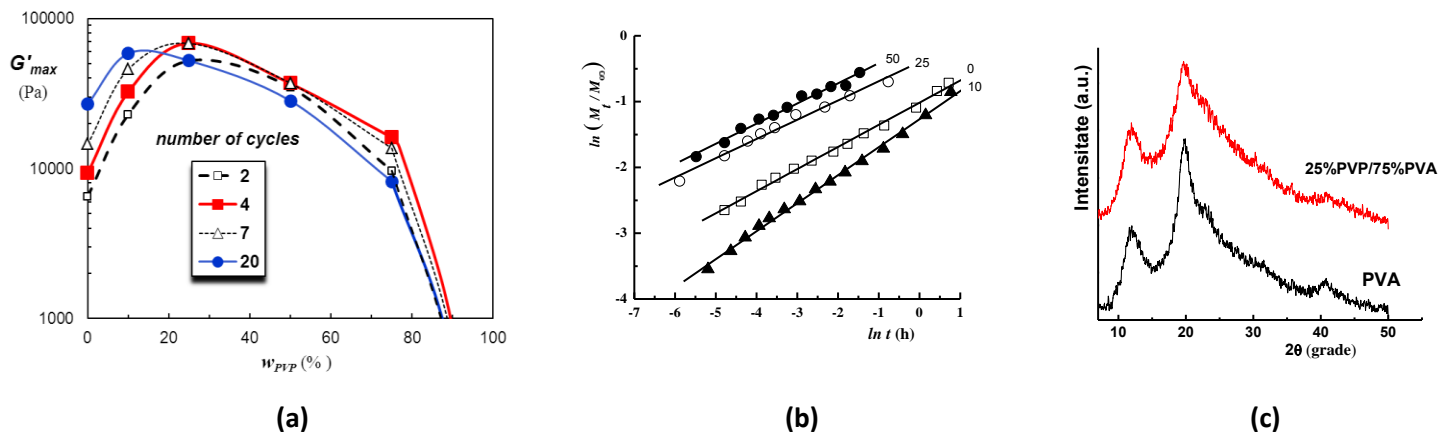 100000
G'max
(Pa)
10000
1000
number of cycles
2
4
7
20
0 20 40 60 80 100
wPVP (%)
(a)
0
-1
-2
-3
-4
ln (Mt / M∞)
50
25
0
10
-7 -6 -5 -4 -3 -2 -1 0 1
ln t (h)
(b)
Intensitate (a.u.)
25%PVP/75%PVA
PVA
10 20 30 40 50
2θ (grade)
(c)